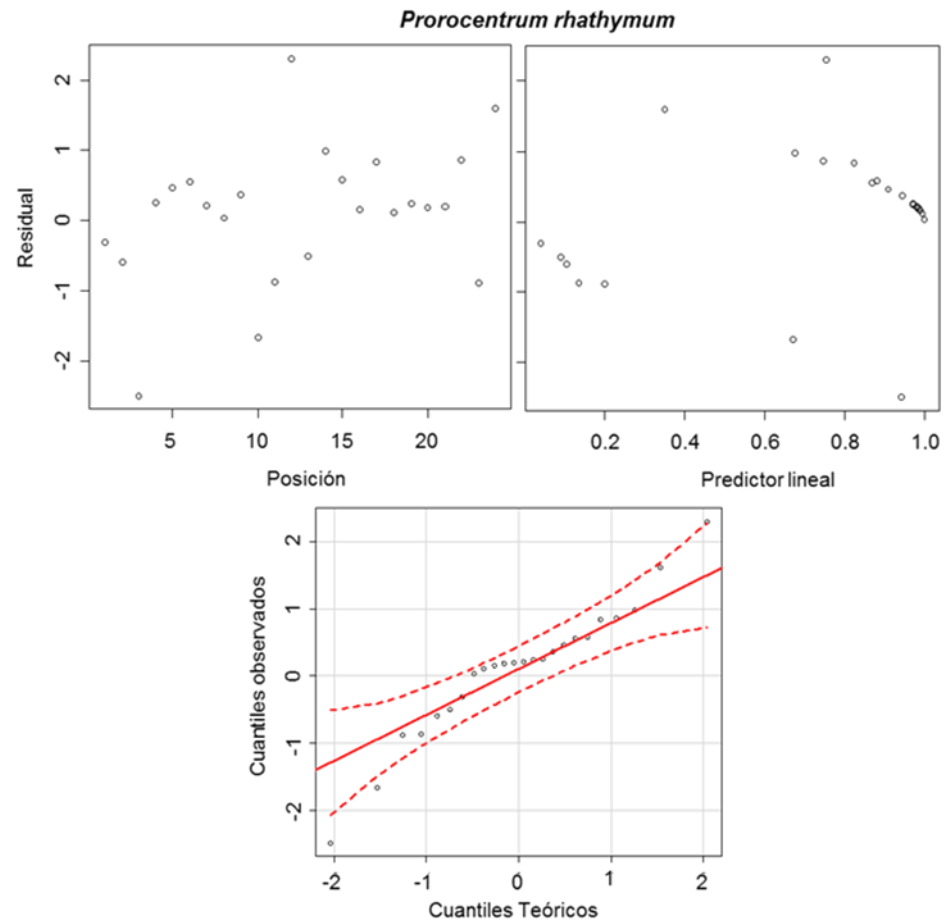 Prorocentrum rhathymum
Residual
2
1
0
-1
-2
5 10 15 20
0.2 0.4 0.6 0.8 1.0
Posición
Predictor lineal
Cuantiles observados
2
1
0
-1
-2
-2 -1 0 1 2
Cuantiles Teóricos